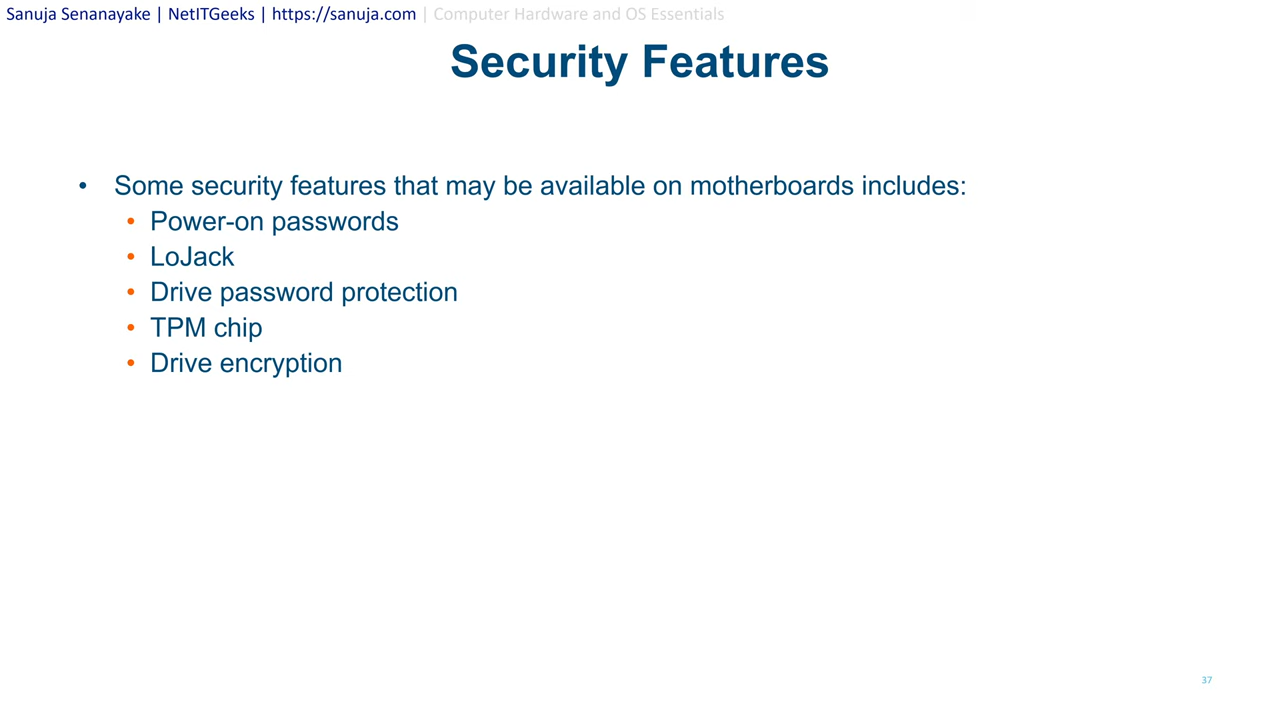 Sanuja Senanayake | NetITGeeks | https://sanuja.com | Computer Hardware and OS Essentials
Security Features
• Some security features that may be available on motherboards includes:
• Power-on passwords
• LoJack
• Drive password protection
• TPM chip
• Drive encryption
37